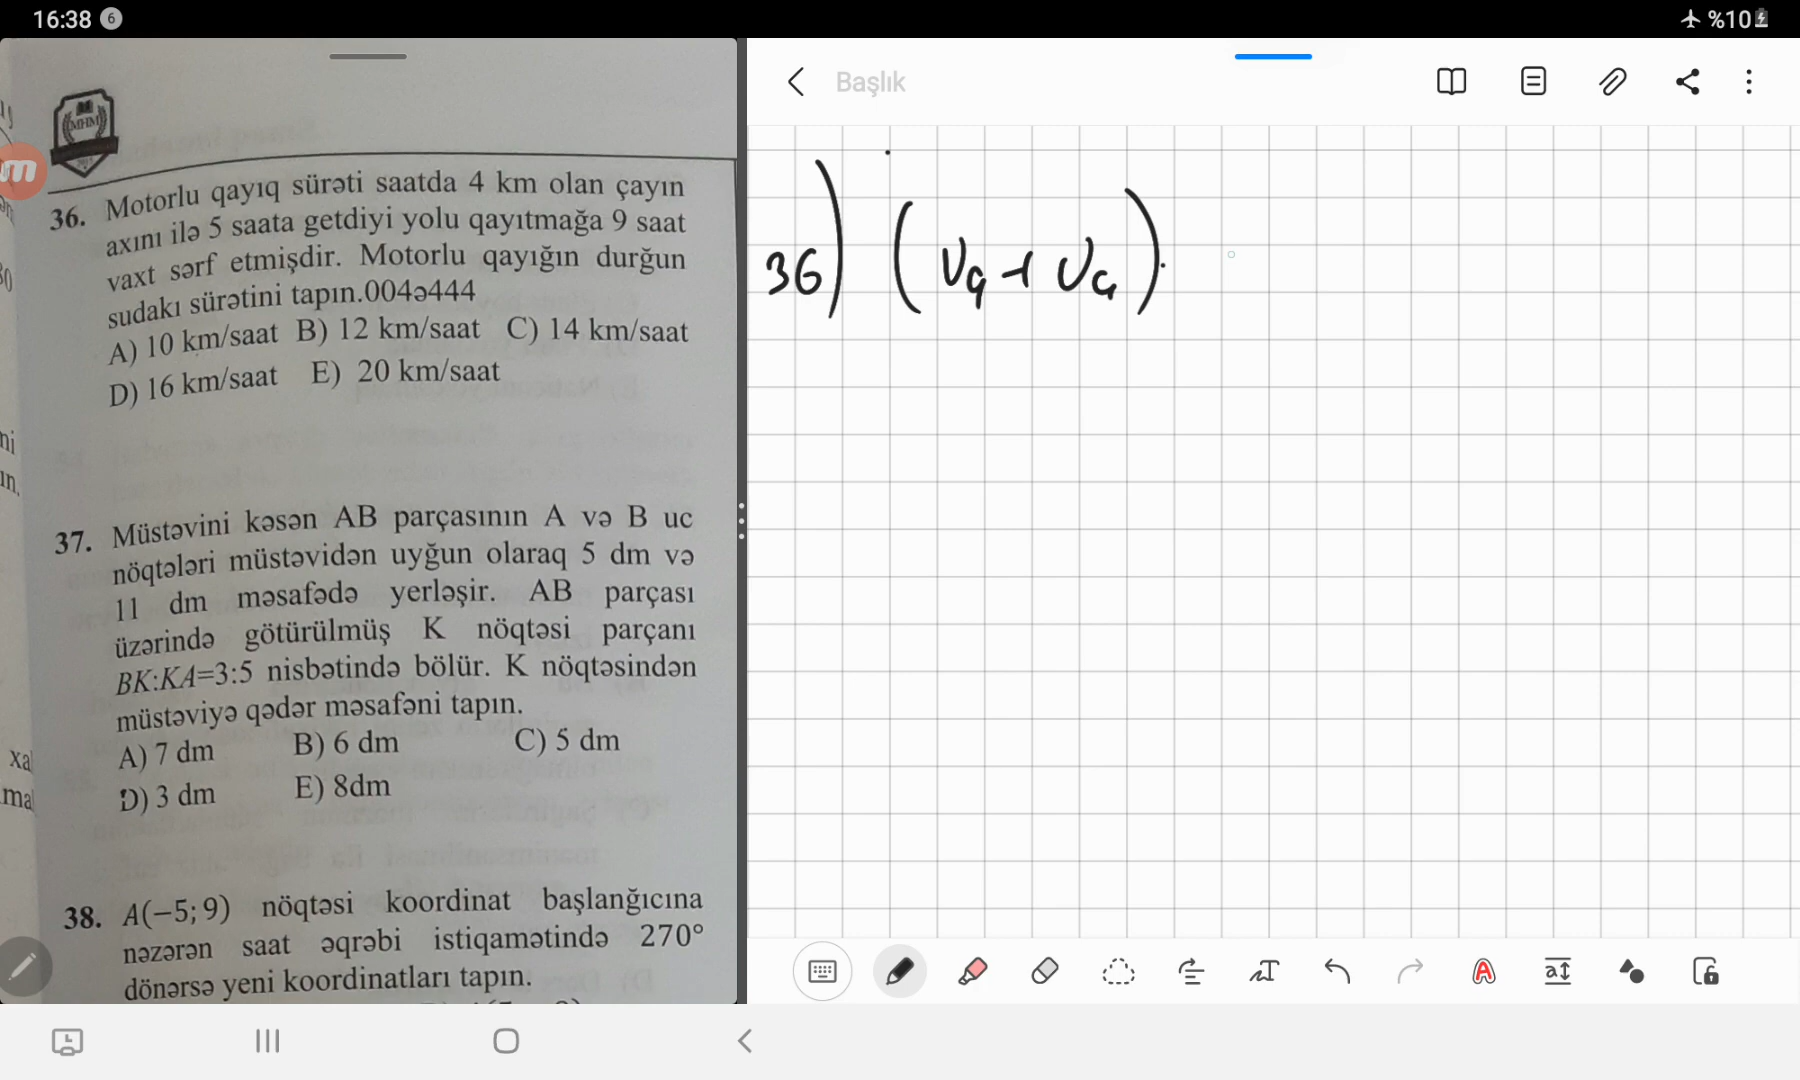 16:38 6
%10
Başlık
MHM
36. Motorlu qayıq sürəti saatda 4 km olan çayın
axını ilə 5 saata getdiyi yolu qayıtmağa 9 saat
vaxt sərf etmişdir. Motorlu qayığın durğun
sudakı sürətini tapın.004ə444
A) 10 km/saat B) 12 km/saat C) 14 km/saat
D) 16 km/saat E) 20 km/saat
37. Müstəvini kəsən AB parçasının A və B uc
nöqtələri müstəvidən uyğun olaraq 5 dm və
11 dm məsafədə yerləşir. AB parçası
üzərində götürülmüş K nöqtəsi parçanı
BK:KA=3:5 nisbətində bölür. K nöqtəsindən
müstəviyə qədər məsafəni tapın.
A) 7 dm B) 6 dm C) 5 dm
D) 3 dm E) 8dm
38. A(−5; 9) nöqtəsi koordinat başlanğıcına
nəzərən saat əqrəbi istiqamətində 270°
dönərsə yeni koordinatları tapın.
36) (Vq + Vç).